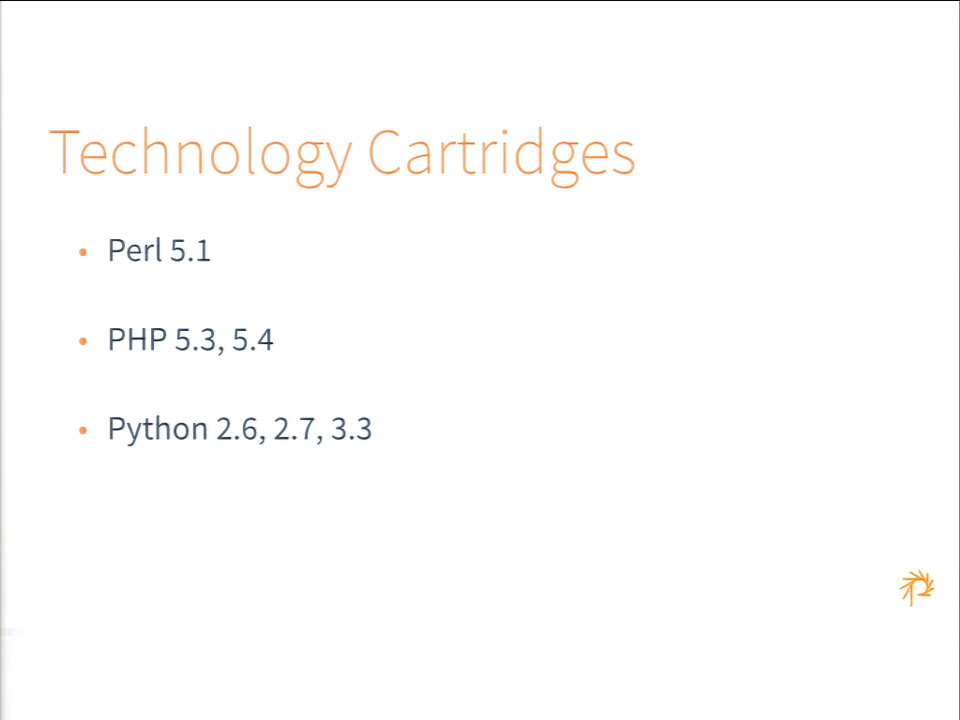 Technology Cartridges
• Perl 5.1
• PHP 5.3, 5.4
• Python 2.6, 2.7, 3.3